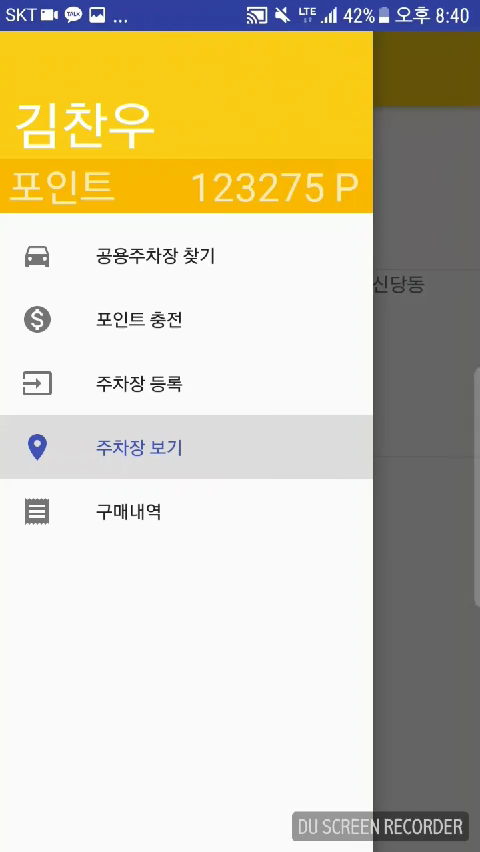 SKT TALK ... LTE 42% 오후 8:40
김찬우
포인트 123275 P
공용주차장 찾기
신당동
포인트 충전
주차장 등록
주차장 보기
구매내역
DU SCREEN RECORDER